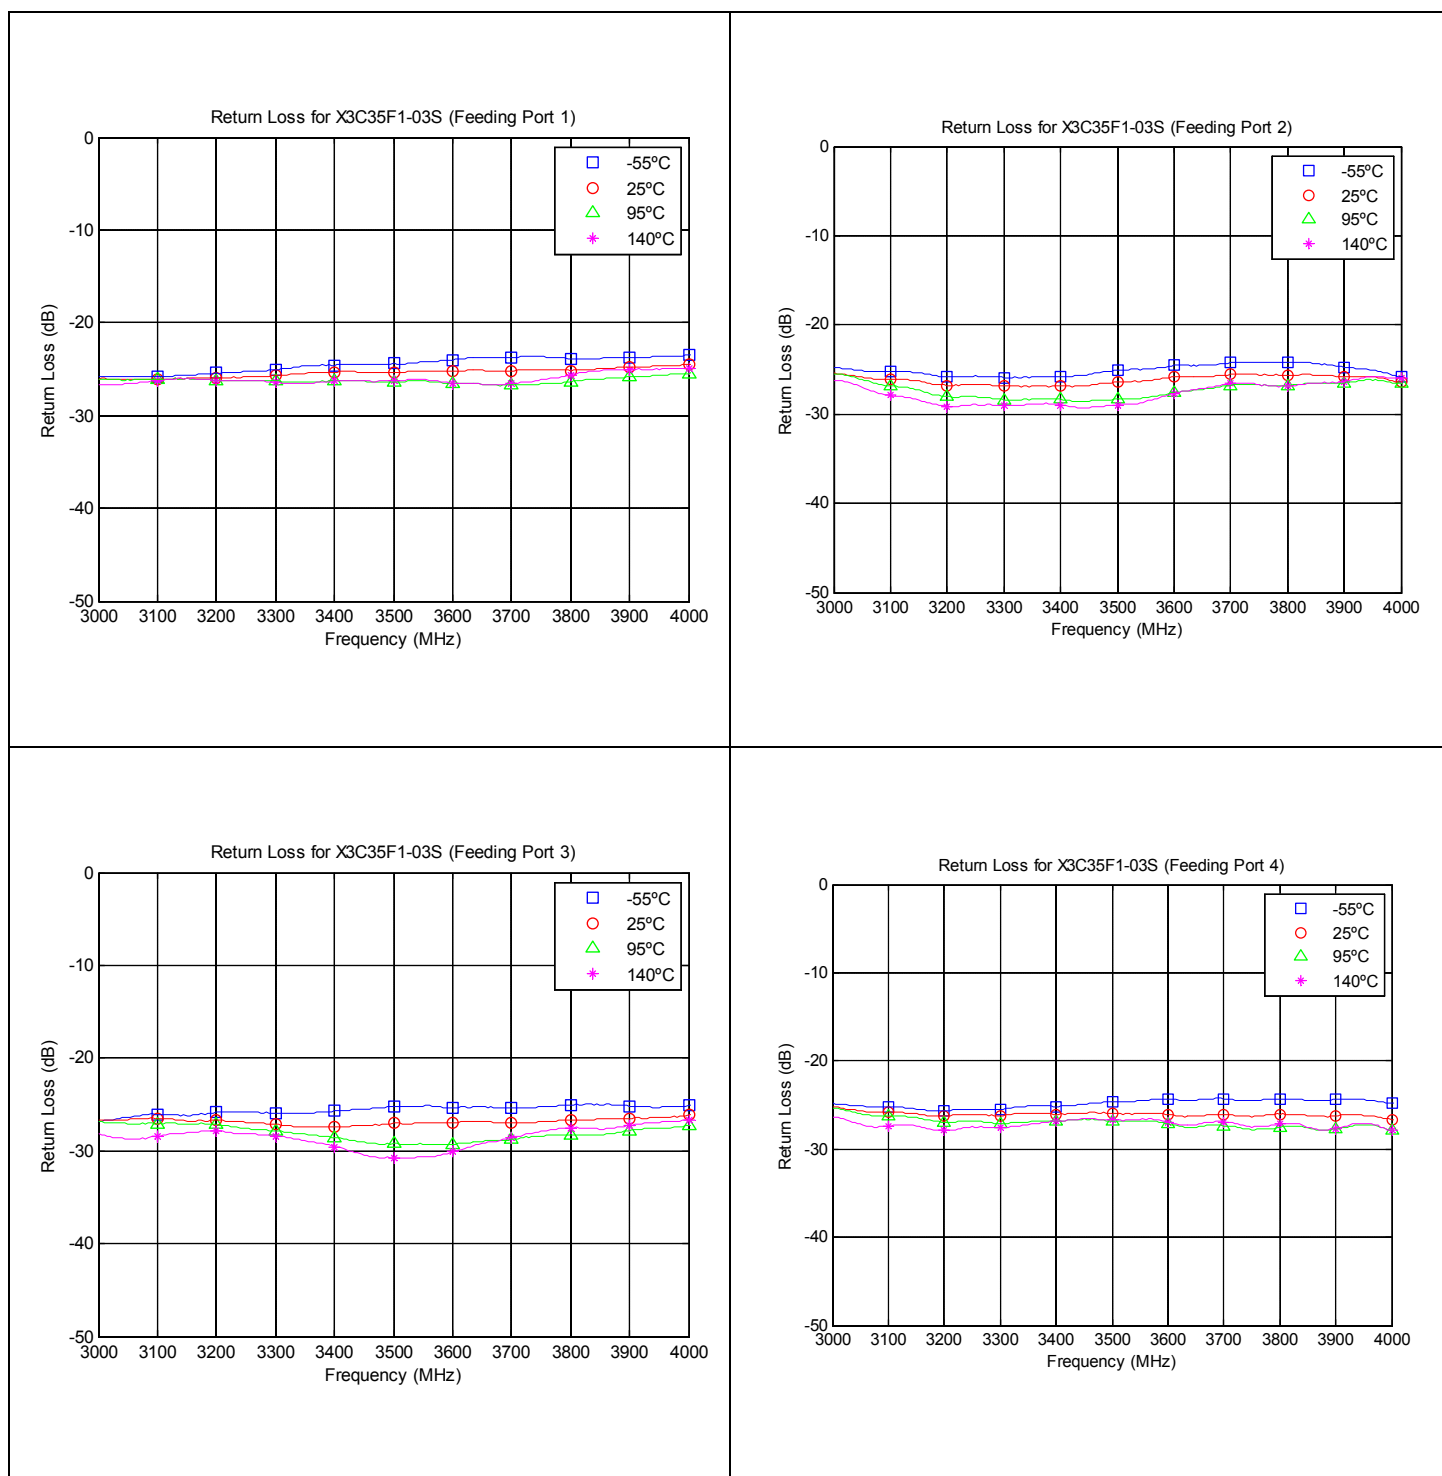 Return Loss for X3C35F1-03S (Feeding Port 1)
0
-10
-20
-30
-40
-50
Return Loss (dB)
-55ºC
25ºC
95ºC
140ºC
3000 3100 3200 3300 3400 3500 3600 3700 3800 3900 4000
Frequency (MHz)
Return Loss for X3C35F1-03S (Feeding Port 2)
0
-10
-20
-30
-40
-50
Return Loss (dB)
-55ºC
25ºC
95ºC
140ºC
3000 3100 3200 3300 3400 3500 3600 3700 3800 3900 4000
Frequency (MHz)
Return Loss for X3C35F1-03S (Feeding Port 3)
0
-10
-20
-30
-40
-50
Return Loss (dB)
-55ºC
25ºC
95ºC
140ºC
3000 3100 3200 3300 3400 3500 3600 3700 3800 3900 4000
Frequency (MHz)
Return Loss for X3C35F1-03S (Feeding Port 4)
0
-10
-20
-30
-40
-50
Return Loss (dB)
-55ºC
25ºC
95ºC
140ºC
3000 3100 3200 3300 3400 3500 3600 3700 3800 3900 4000
Frequency (MHz)